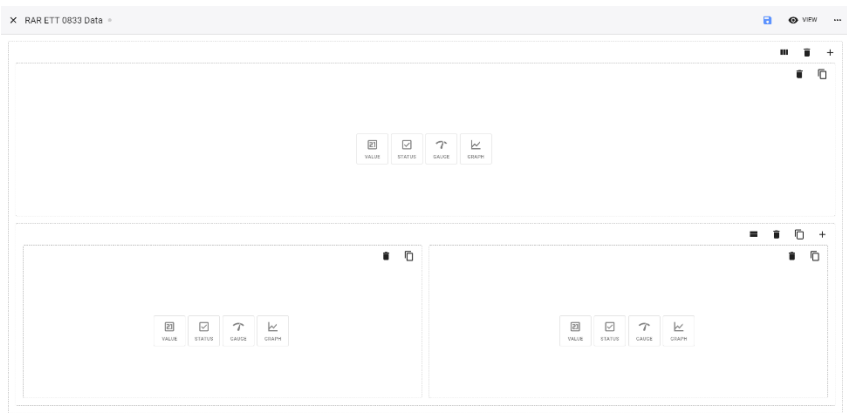 RAR ETT 0833 Data
VIEW
VALUE STATUS GAUGE GRAPH
VALUE STATUS GAUGE GRAPH
VALUE STATUS GAUGE GRAPH